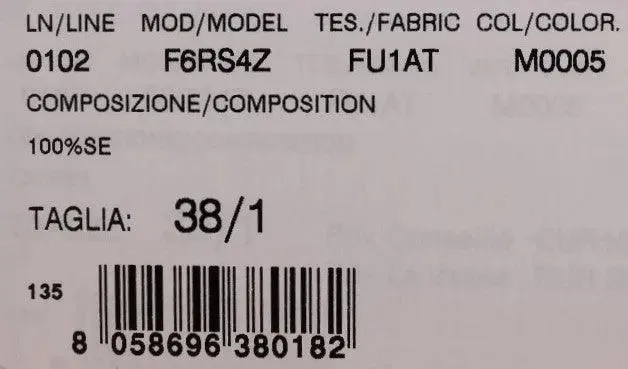 LN/LINE MOD/MODEL TES./FABRIC COL/COLOR.
0102 F6RS4Z FU1AT M0005
COMPOSIZIONE/COMPOSITION
100%SE
TAGLIA: 38/1
135
8 058696 380182